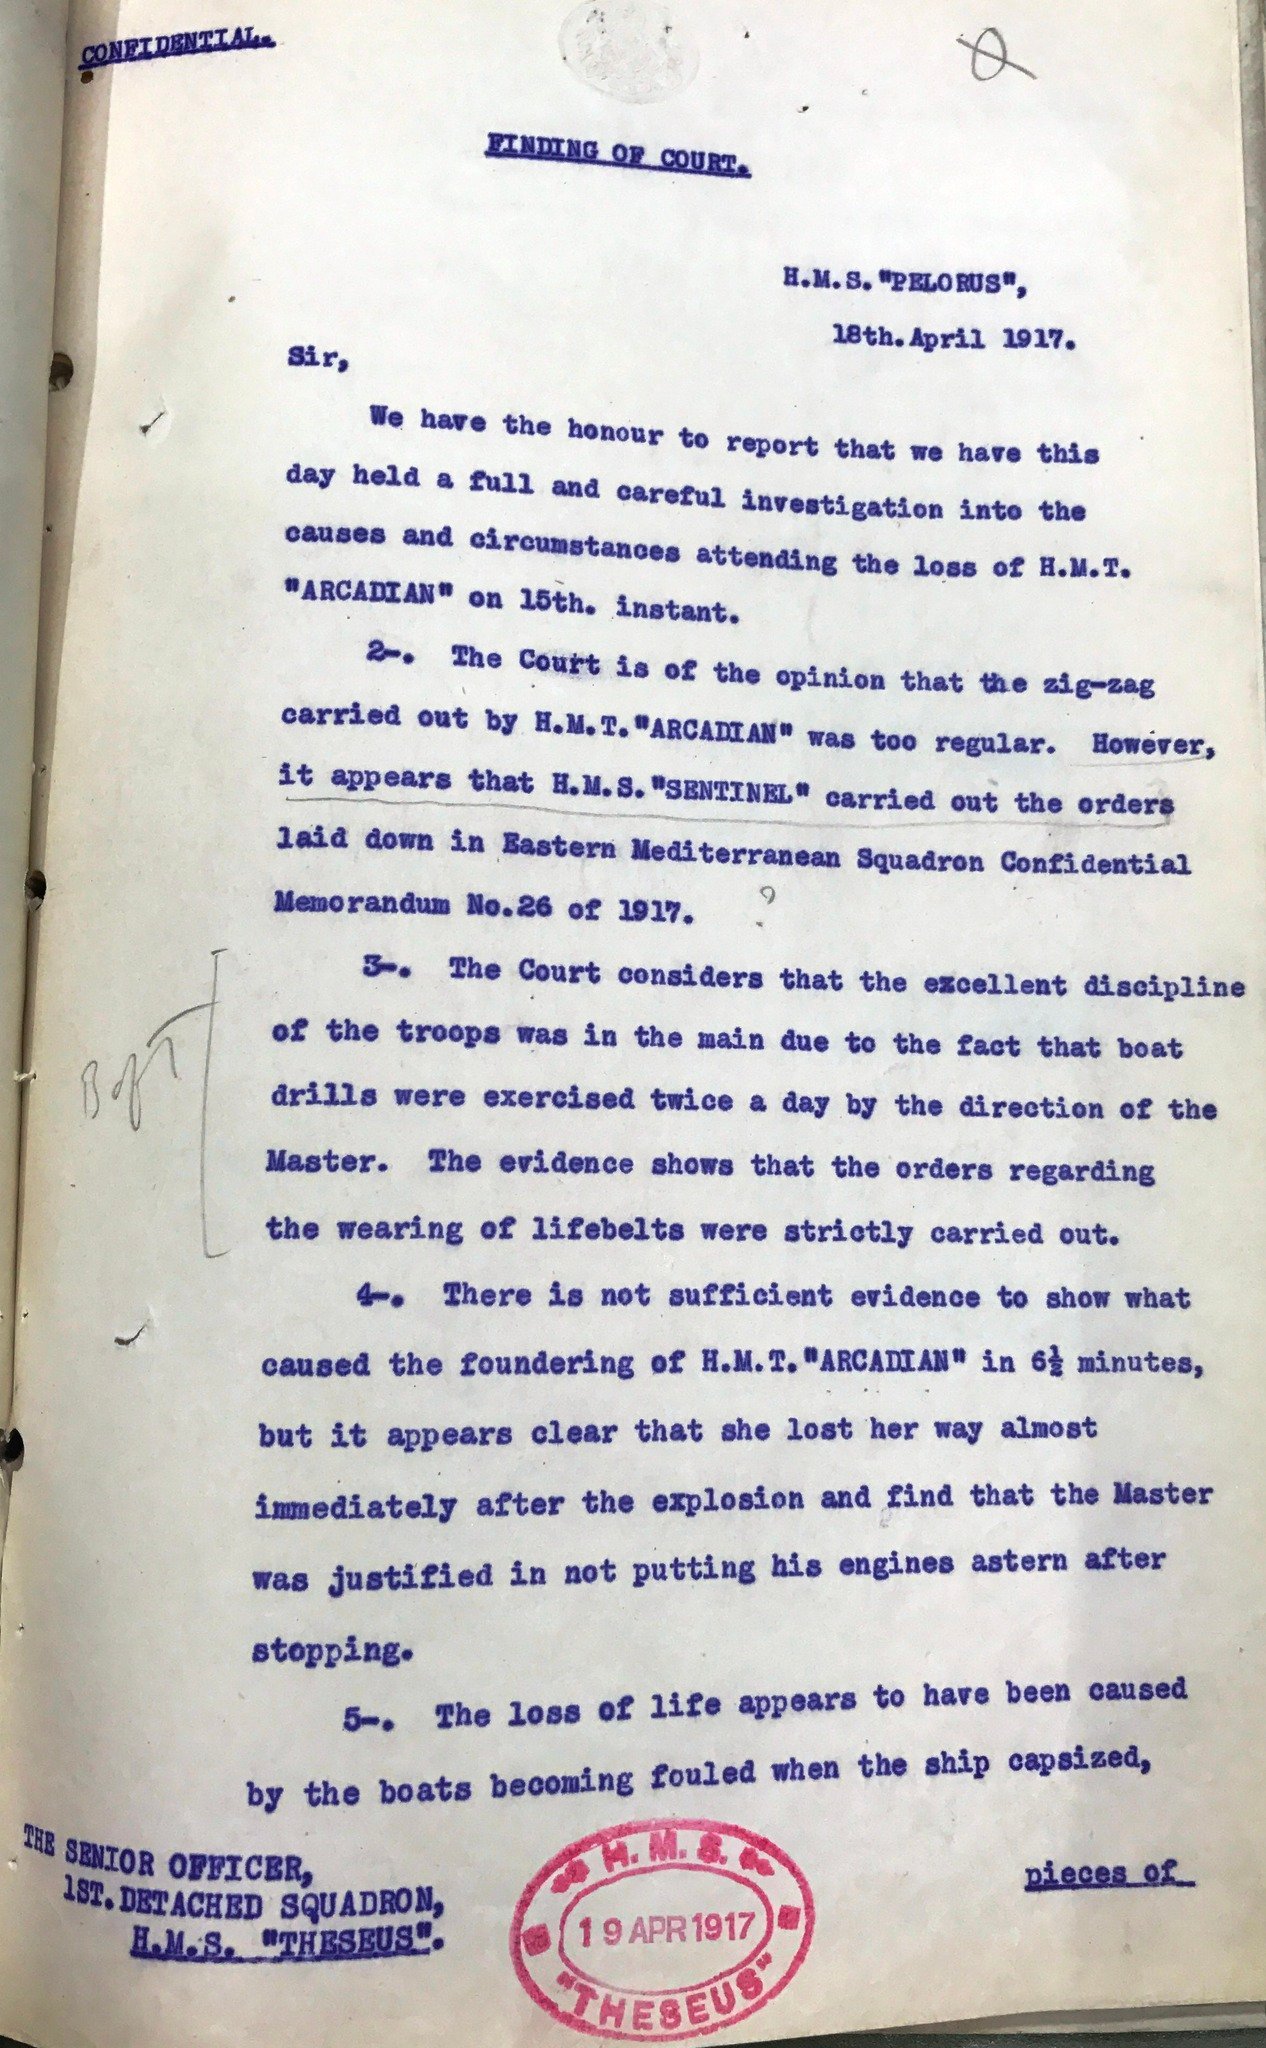 CONFIDENTIAL.
FINDING OF COURT.
H.M.S."PELORUS",
18th.April 1917.
Sir,
We have the honour to report that we have this
day held a full and careful investigation into the
causes and circumstances attending the loss of H.M.T.
"ARCADIAN" on 15th. instant.
2-. The Court is of the opinion that the zig-zag
carried out by H.M.T."ARCADIAN" was too regular. However,
it appears that H.M.S."SENTINEL" carried out the orders
laid down in Eastern Mediterranean Squadron Confidential
Memorandum No.26 of 1917. ?
3-. The Court considers that the excellent discipline
of the troops was in the main due to the fact that boat
drills were exercised twice a day by the direction of the
Master. The evidence shows that the orders regarding
the wearing of lifebelts were strictly carried out.
B of T
4-. There is not sufficient evidence to show what
caused the foundering of H.M.T."ARCADIAN" in 6½ minutes,
but it appears clear that she lost her way almost
immediately after the explosion and find that the Master
was justified in not putting his engines astern after
stopping.
5-. The loss of life appears to have been caused
by the boats becoming fouled when the ship capsized,
pieces of
THE SENIOR OFFICER,
1ST.DETACHED SQUADRON,
H.M.S. "THESEUS".
H.M.S.
19 APR 1917
"THESEUS"